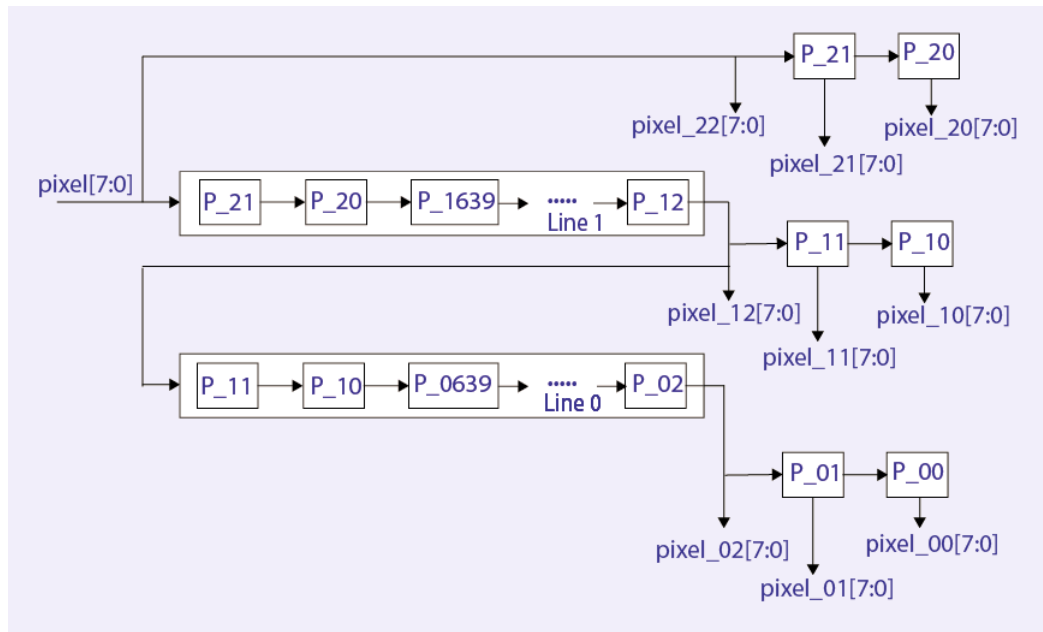 P_21 P_20
pixel_22[7:0]
pixel_20[7:0]
pixel_21[7:0]
pixel[7:0]
P_21 P_20 P_1639 ..... P_12
Line 1
P_11 P_10
pixel_12[7:0]
pixel_10[7:0]
pixel_11[7:0]
P_11 P_10 P_0639 ..... P_02
Line 0
P_01 P_00
pixel_02[7:0]
pixel_00[7:0]
pixel_01[7:0]